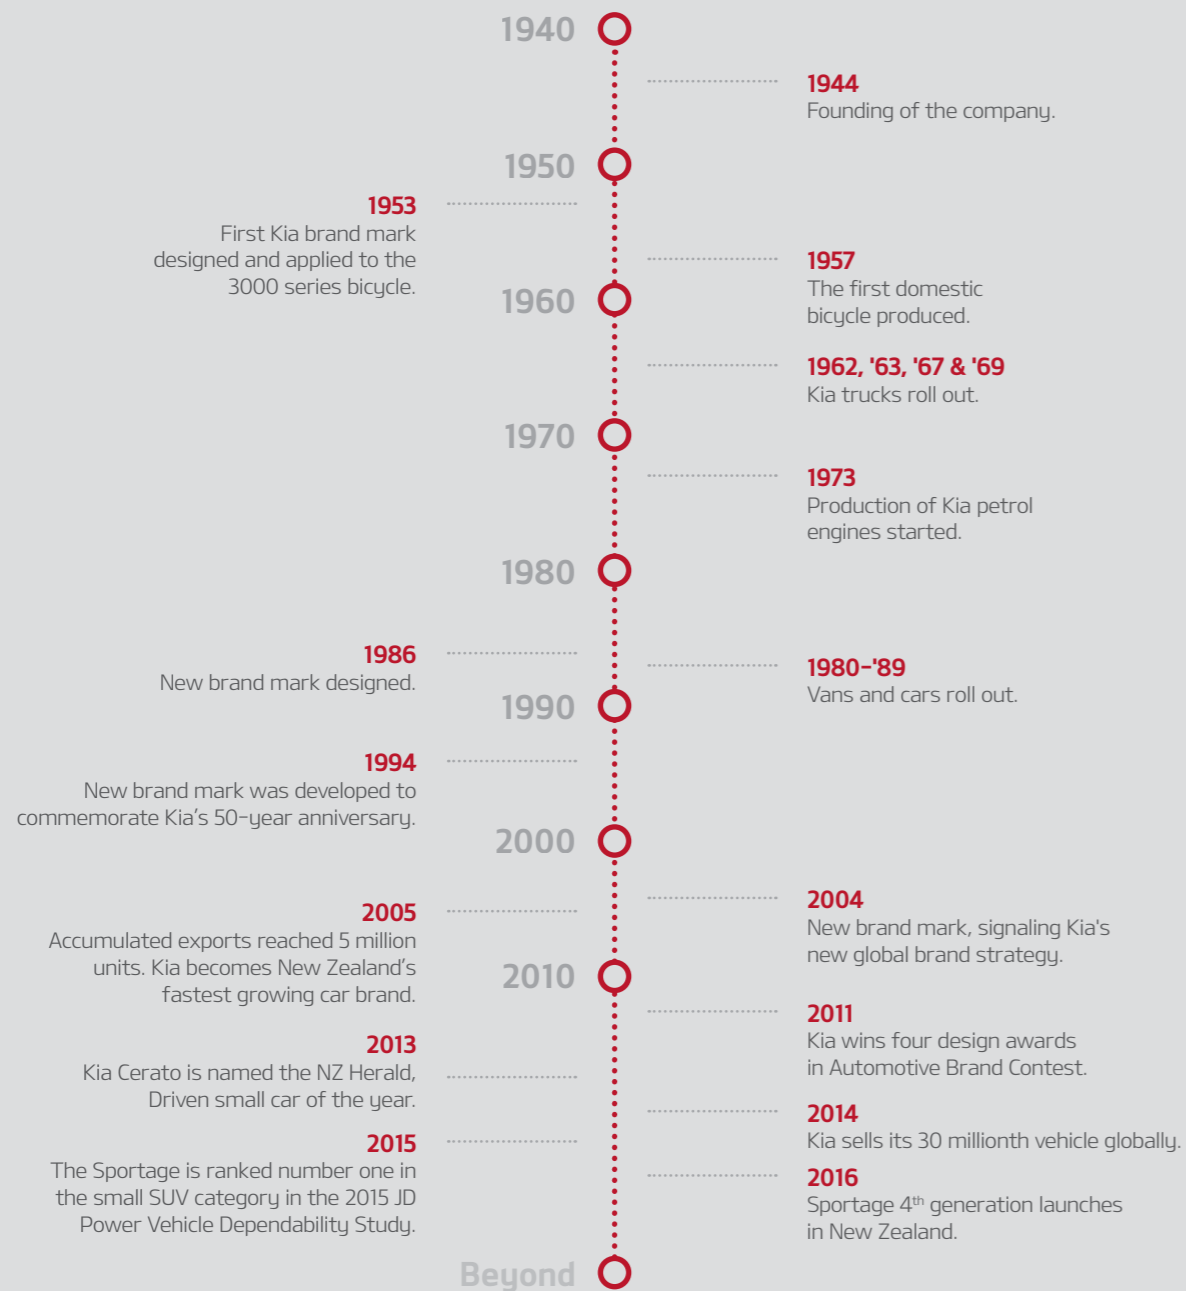 1940
1944
Founding of the company.
1950
1953
First Kia brand mark
designed and applied to the
3000 series bicycle.
1957
The first domestic
bicycle produced.
1960
1962, '63, '67 & '69
Kia trucks roll out.
1970
1973
Production of Kia petrol
engines started.
1980
1986
New brand mark designed.
1980-'89
Vans and cars roll out.
1990
1994
New brand mark was developed to
commemorate Kia's 50-year anniversary.
2000
2004
New brand mark, signaling Kia's
new global brand strategy.
2005
Accumulated exports reached 5 million
units. Kia becomes New Zealand's
fastest growing car brand.
2010
2011
Kia wins four design awards
in Automotive Brand Contest.
2013
Kia Cerato is named the NZ Herald,
Driven small car of the year.
2014
Kia sells its 30 millionth vehicle globally.
2015
The Sportage is ranked number one in
the small SUV category in the 2015 JD
Power Vehicle Dependability Study.
2016
Sportage 4th generation launches
in New Zealand.
Beyond